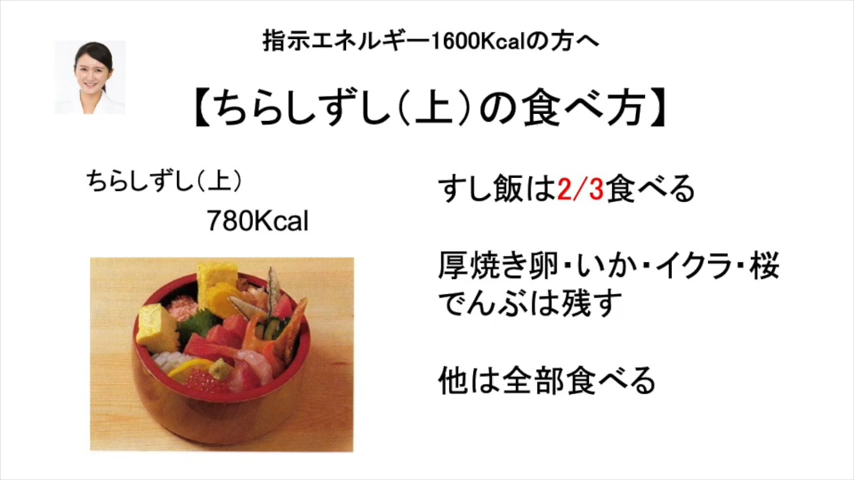 指示エネルギー1600Kcalの方へ
【ちらしずし(上)の食べ方】
ちらしずし(上)
780Kcal
すし飯は2/3食べる
厚焼き卵・いか・イクラ・桜
でんぶは残す
他は全部食べる